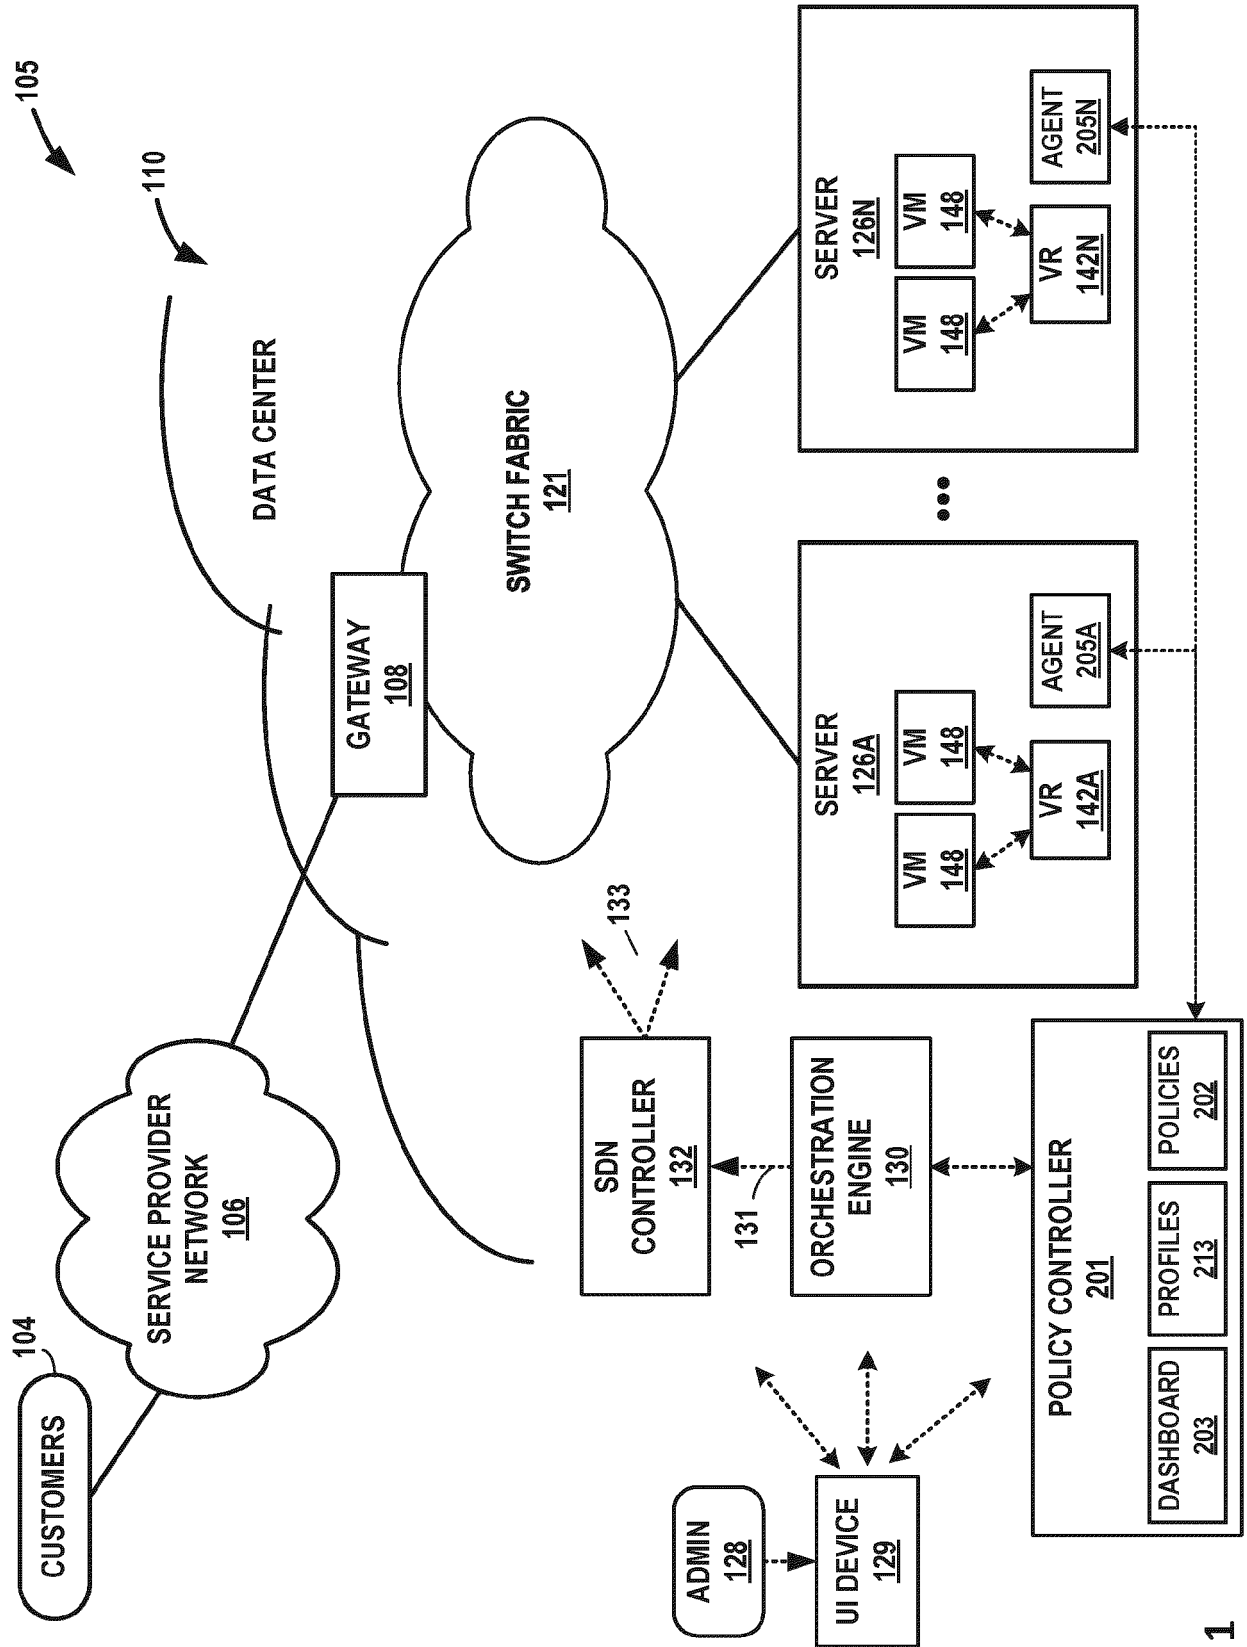 105
110
CUSTOMERS
104
SERVICE PROVIDER
NETWORK
106
DATA CENTER
GATEWAY
108
SWITCH FABRIC
121
133
SDN
CONTROLLER
132
131
ORCHESTRATION
ENGINE
130
ADMIN
128
UI DEVICE
129
POLICY CONTROLLER
201
DASHBOARD
203
PROFILES
213
POLICIES
202
SERVER
126A
VM
148
VM
148
VR
142A
AGENT
205A
•••
SERVER
126N
VM
148
VM
148
VR
142N
AGENT
205N
1